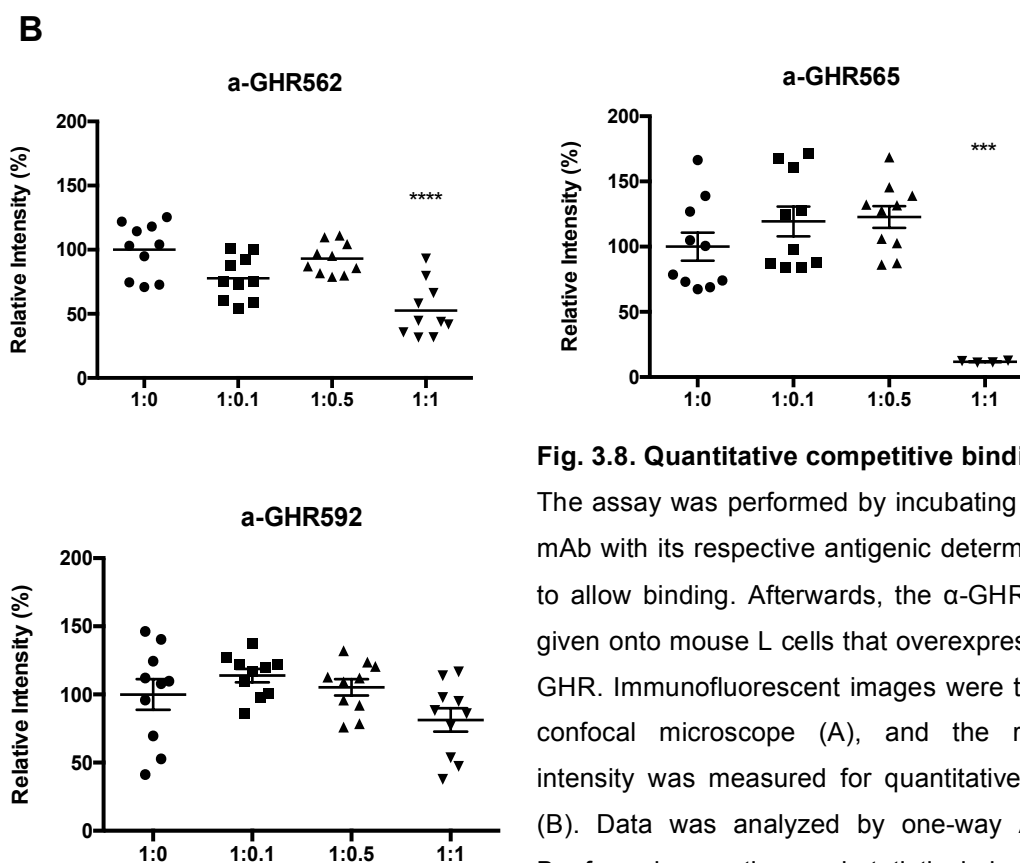 B
a-GHR562
Relative Intensity (%)
200
150
100
50
0
****
1:0 1:0.1 1:0.5 1:1
a-GHR565
Relative Intensity (%)
200
150
100
50
0
***
1:0 1:0.1 1:0.5 1:1
a-GHR592
Relative Intensity (%)
200
150
100
50
0
1:0 1:0.1 1:0.5 1:1
Fig. 3.8. Quantitative competitive bindi
The assay was performed by incubating
mAb with its respective antigenic determ
to allow binding. Afterwards, the α-GHR
given onto mouse L cells that overexpres
GHR. Immunofluorescent images were t
confocal microscope (A), and the
intensity was measured for quantitative
(B). Data was analyzed by one-way